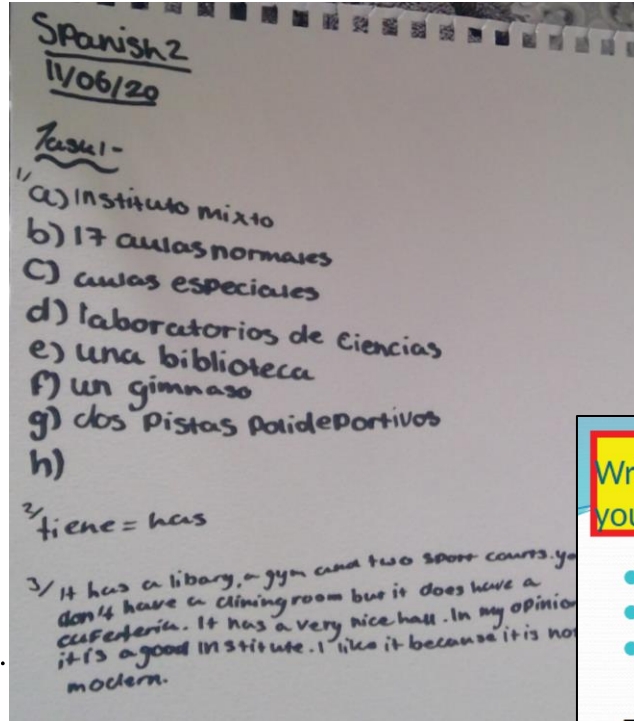 Spanish 2
11/06/20
Task 1-
1/ a) instituto mixto
b) 17 aulas normales
c) aulas especiales
d) laboratorios de ciencias
e) una biblioteca
f) un gimnaso
g) dos pistas polideportivos
h)
2/ tiene = has
3/ It has a libary, a gym and two sport courts. yo
don't have a dining room but it does have a
caferteria. It has a very nice hall. In my opinion
it is a good institute. I like it because it is not
modern.
Wr
you